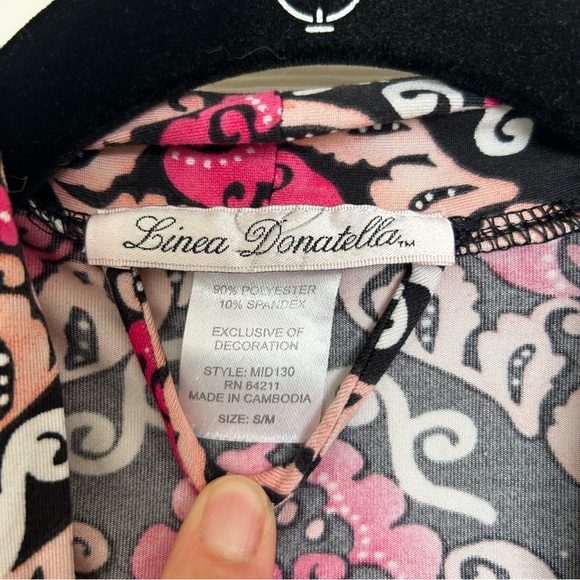 Linea Donatella™
90% POLYESTER
10% SPANDEX
EXCLUSIVE OF
DECORATION
STYLE: MID130
RN 64211
MADE IN CAMBODIA
SIZE: S/M